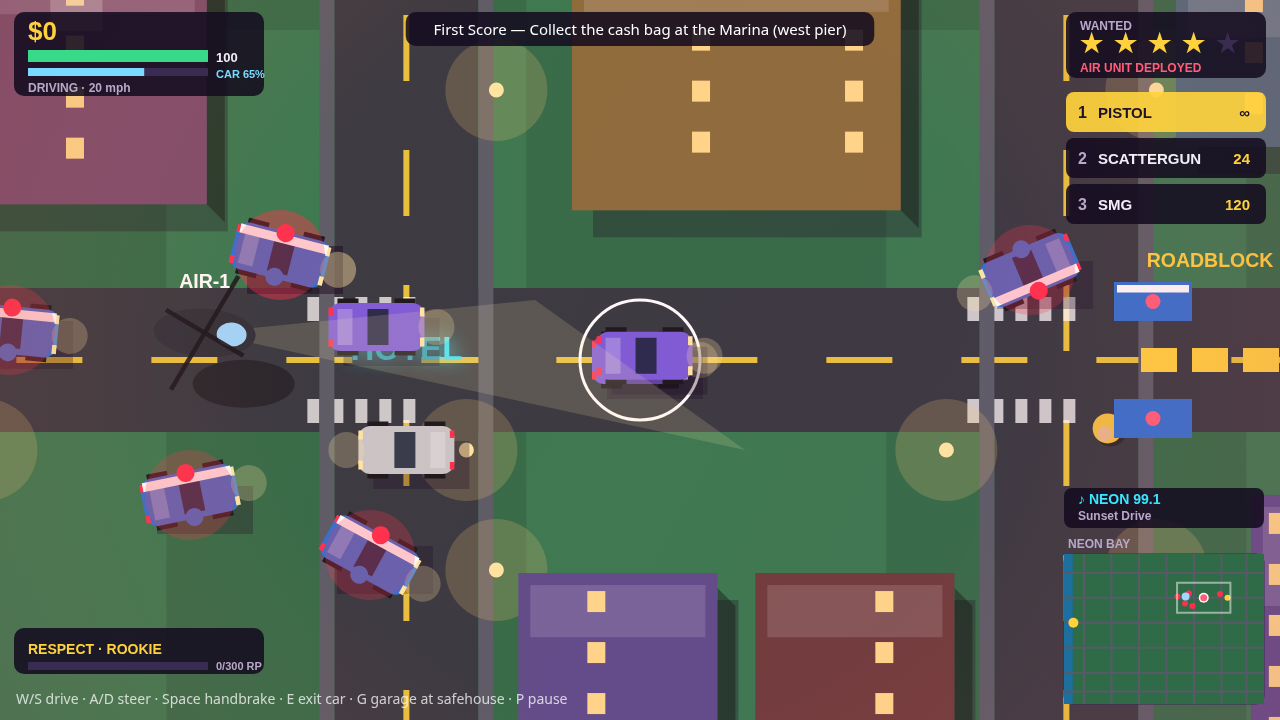 $0
100
CAR 65%
DRIVING · 20 mph
First Score — Collect the cash bag at the Marina (west pier)
WANTED
★ ★ ★ ★ ★
AIR UNIT DEPLOYED
1 PISTOL ∞
2 SCATTERGUN 24
3 SMG 120
AIR-1
ROADBLOCK
HOTEL
♪ NEON 99.1
Sunset Drive
NEON BAY
RESPECT · ROOKIE
0/300 RP
W/S drive · A/D steer · Space handbrake · E exit car · G garage at safehouse · P pause